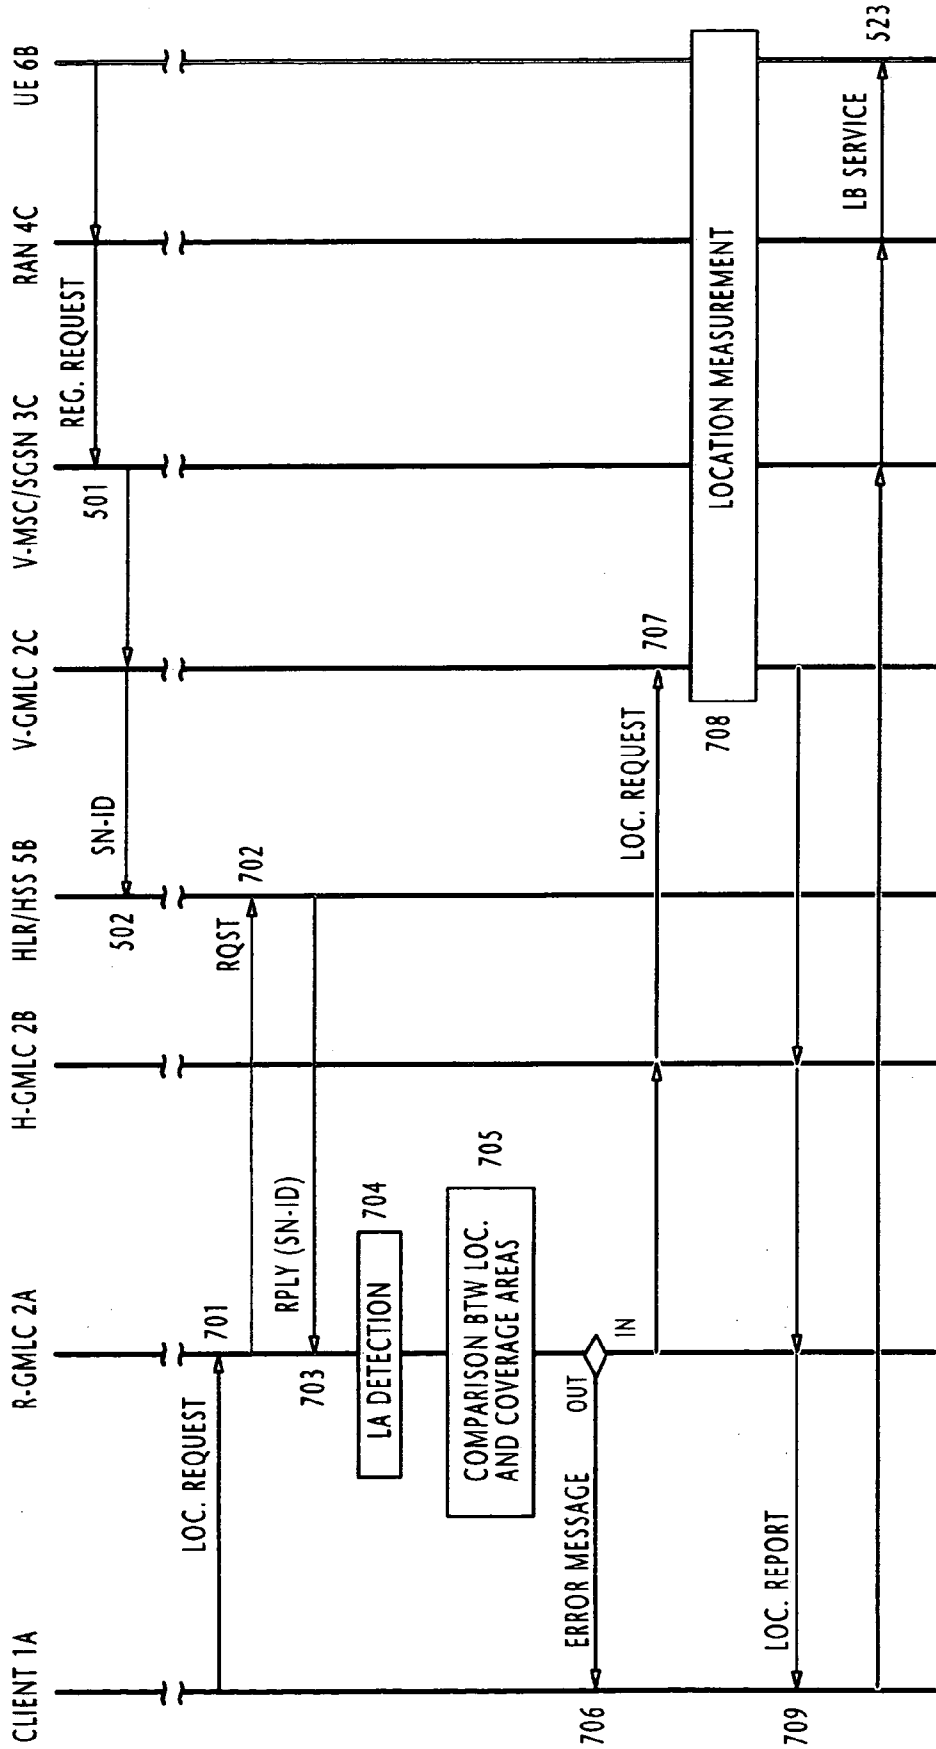 CLIENT 1A
R-GMLC 2A
H-GMLC 2B
HLR/HSS 5B
V-GMLC 2C
V-MSC/SGSN 3C
RAN 4C
UE 6B
REG. REQUEST
501
SN-ID
502
LOC. REQUEST
701
RQST
702
RPLY (SN-ID)
703
LA DETECTION
704
COMPARISON BTW LOC.
AND COVERAGE AREAS
705
ERROR MESSAGE
OUT
IN
706
LOC. REQUEST
707
LOCATION MEASUREMENT
708
LOC. REPORT
709
LB SERVICE
523